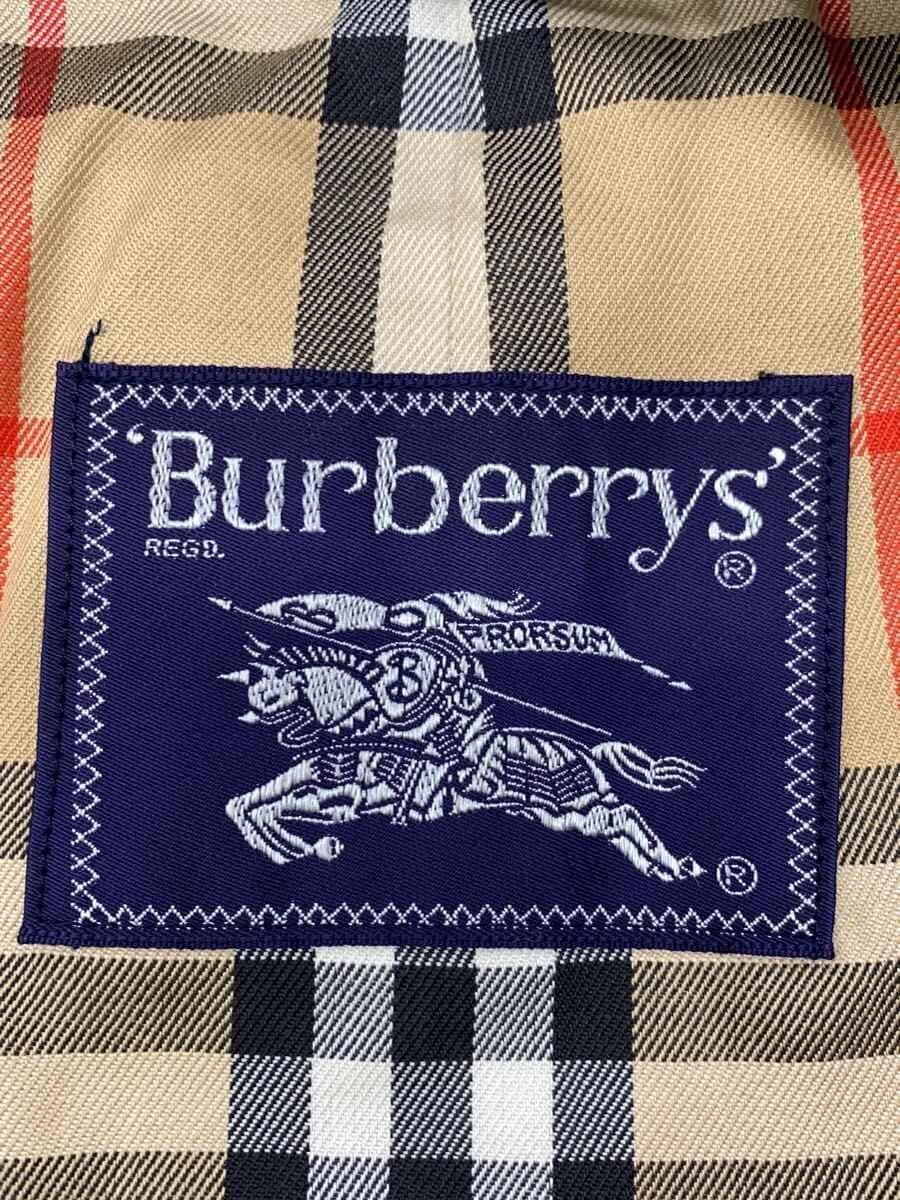 'Burberrys'
REGD.
®
PRORSUM
B
®